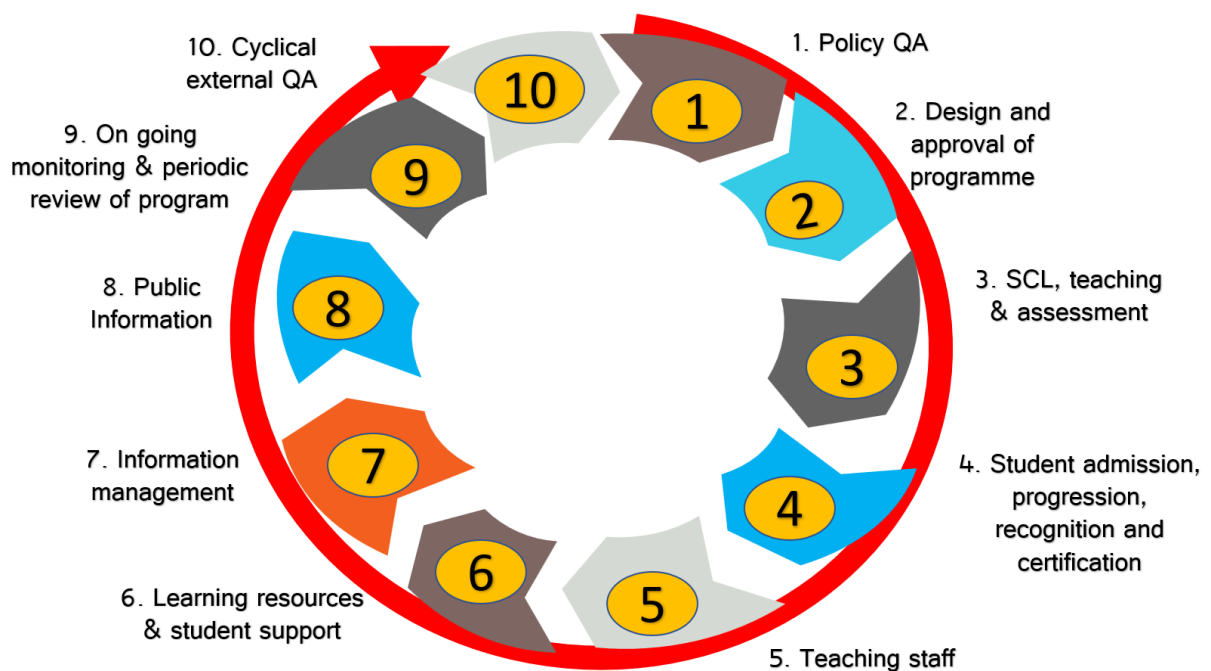 1. Policy QA
2. Design and
approval of
programme
3. SCL, teaching
& assessment
4. Student admission,
progression,
recognition and
certification
5. Teaching staff
6. Learning resources
& student support
7. Information
management
8. Public
Information
9. On going
monitoring & periodic
review of program
10. Cyclical
external QA
1
2
3
4
5
6
7
8
9
10